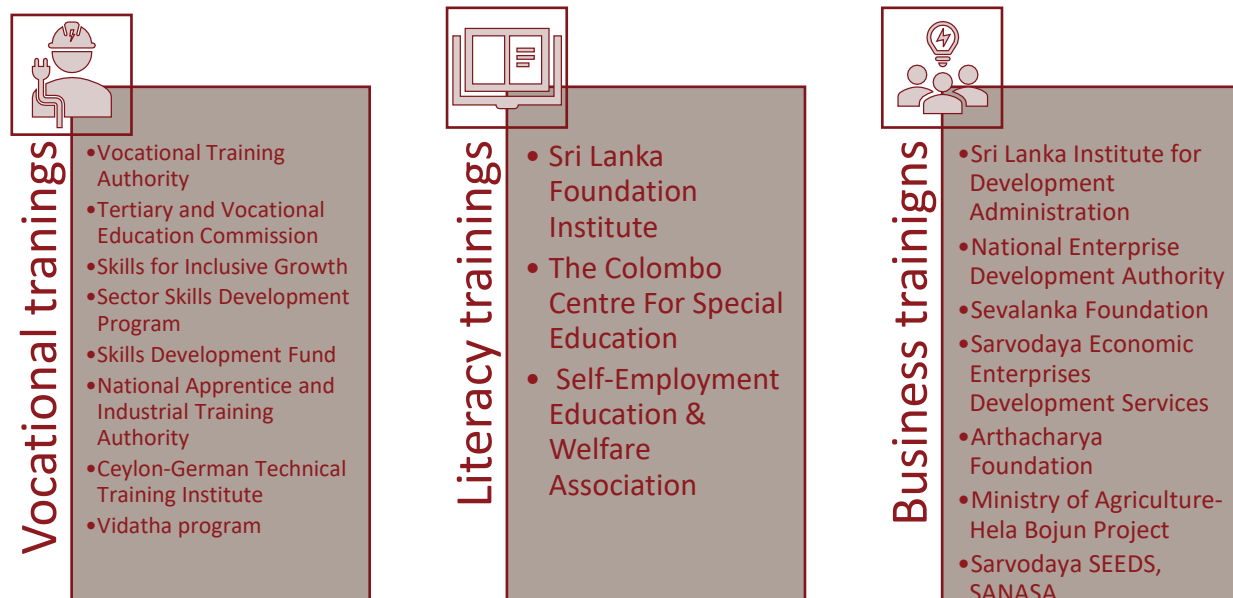 Vocational tranings
•Vocational Training
Authority
•Tertiary and Vocational
Education Commission
•Skills for Inclusive Growth
•Sector Skills Development
Program
•Skills Development Fund
•National Apprentice and
Industrial Training
Authority
•Ceylon-German Technical
Training Institute
•Vidatha program
Literacy tranings
• Sri Lanka
Foundation
Institute
• The Colombo
Centre For Special
Education
• Self-Employment
Education &
Welfare
Association
Business trainigns
•Sri Lanka Institute for
Development
Administration
•National Enterprise
Development Authority
•Sevalanka Foundation
•Sarvodaya Economic
Enterprises
Development Services
•Arthacharya
Foundation
•Ministry of Agriculture-
Hela Bojun Project
•Sarvodaya SEEDS,
SANASA